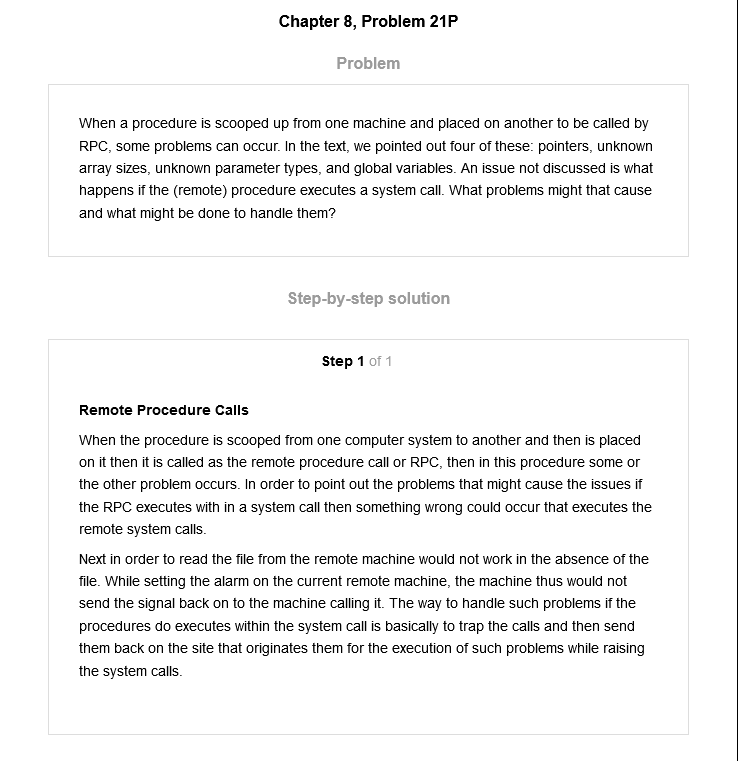 Chapter 8, Problem 21P
Problem
When a procedure is scooped up from one machine and placed on another to be called by
RPC, some problems can occur. In the text, we pointed out four of these: pointers, unknown
array sizes, unknown parameter types, and global variables. An issue not discussed is what
happens if the (remote) procedure executes a system call. What problems might that cause
and what might be done to handle them?
Step-by-step solution
Step 1 of 1
Remote Procedure Calls
When the procedure is scooped from one computer system to another and then is placed
on it then it is called as the remote procedure call or RPC, then in this procedure some or
the other problem occurs. In order to point out the problems that might cause the issues if
the RPC executes with in a system call then something wrong could occur that executes the
remote system calls.
Next in order to read the file from the remote machine would not work in the absence of the
file. While setting the alarm on the current remote machine, the machine thus would not
send the signal back on to the machine calling it. The way to handle such problems if the
procedures do executes within the system call is basically to trap the calls and then send
them back on the site that originates them for the execution of such problems while raising
the system calls.